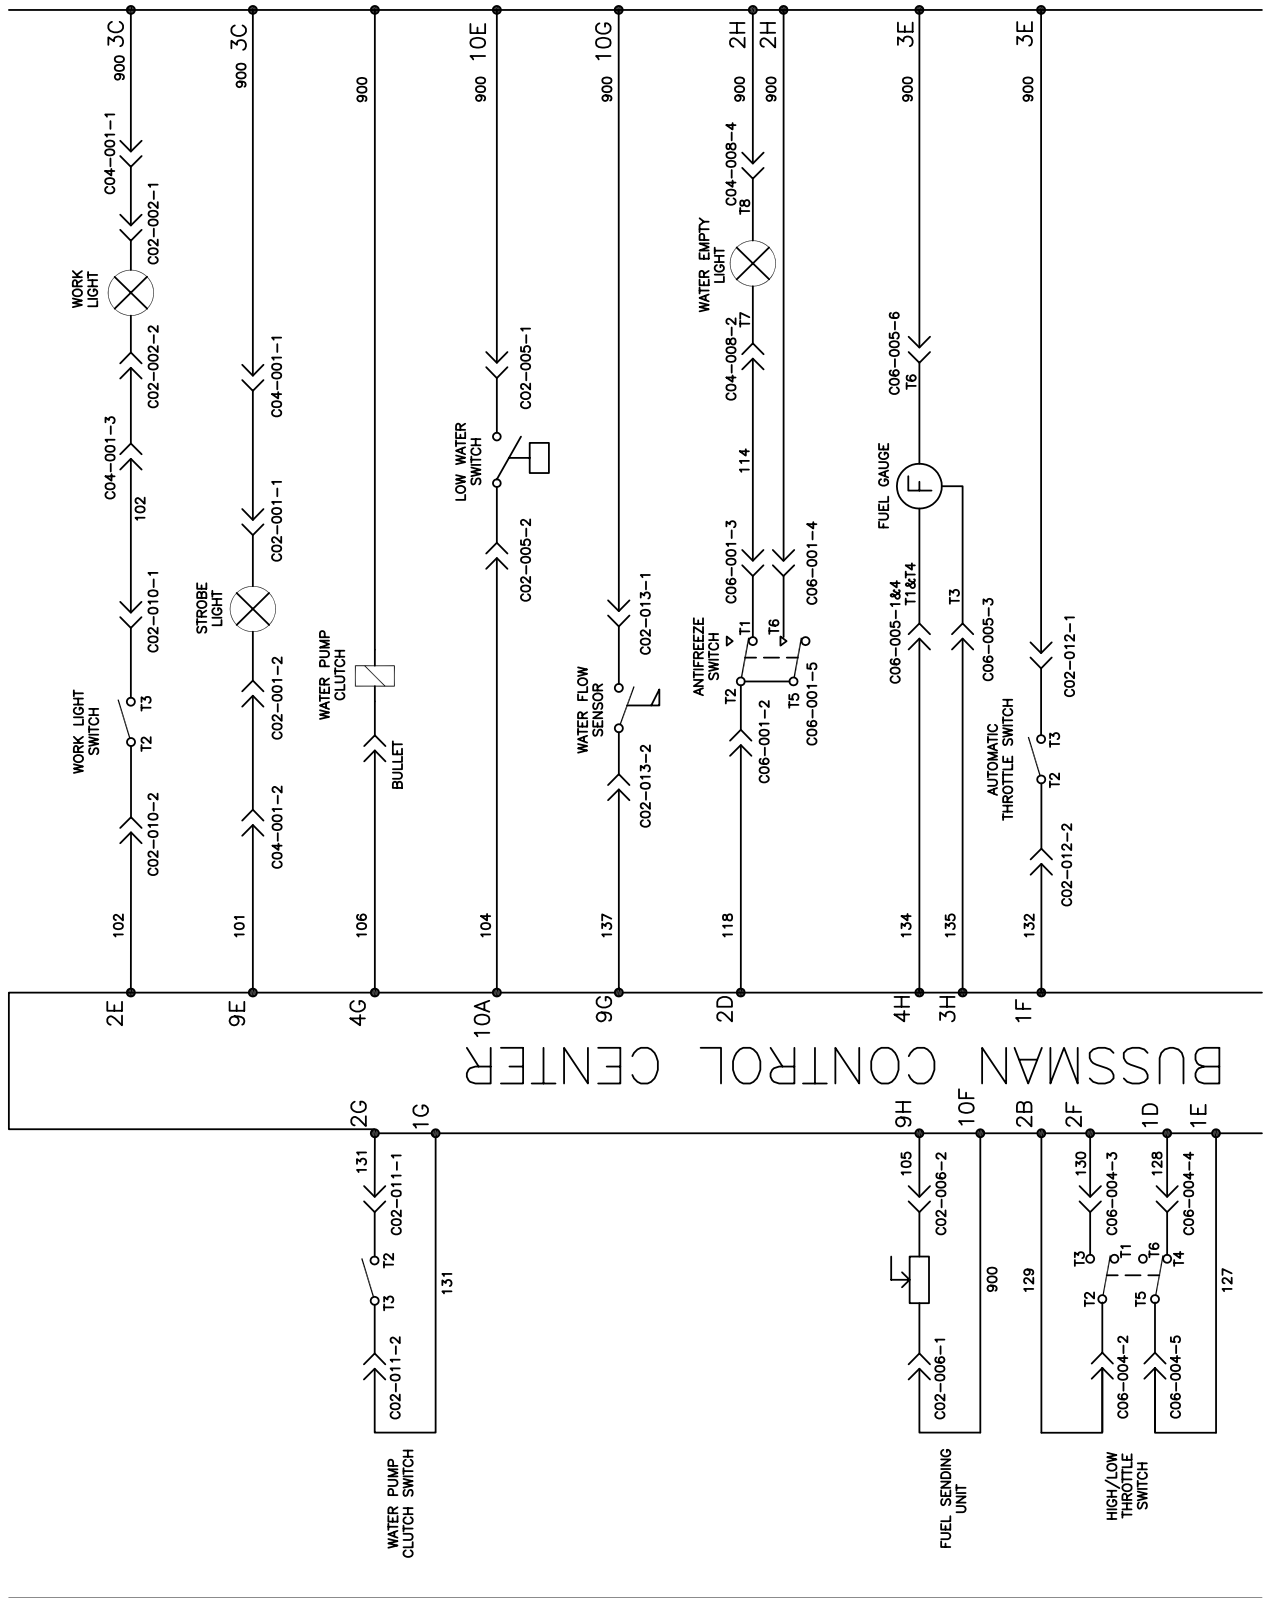 3C
900
C04-001-1
C02-002-1
WORK
LIGHT
C02-002-2
C04-001-3
102
C02-010-1
WORK LIGHT
SWITCH
T3
T2
C02-010-2
102
2E
3C
900
C04-001-1
C02-001-1
STROBE
LIGHT
C02-001-2
C04-001-2
101
9E
900
WATER PUMP
CLUTCH
BULLET
106
4G
10E
900
C02-005-1
LOW WATER
SWITCH
C02-005-2
104
10A
10G
900
C02-013-1
WATER FLOW
SENSOR
C02-013-2
137
9G
2H
2H
900
900
C04-008-4
T8
WATER EMPTY
LIGHT
T7
C04-008-2
114
C06-001-3
C06-001-4
ANTIFREEZE
SWITCH
T1
T6
T2
T5
C06-001-2
C06-001-5
118
2D
3E
900
C06-005-6
T6
FUEL GAUGE
F
T1&T4
C06-005-1&4
T3
C06-005-3
134
135
4H
3H
3E
900
C02-012-1
AUTOMATIC
THROTTLE SWITCH
T3
T2
C02-012-2
132
1F
BUSSMAN CONTROL CENTER
2G
1G
131
C02-011-1
T2
T3
131
C02-011-2
WATER PUMP
CLUTCH SWITCH
9H
10F
105
C02-006-2
900
C02-006-1
FUEL SENDING
UNIT
2B
2F
1D
1E
130
C06-004-3
128
C06-004-4
129
T3
T1
T6
T4
T2
T5
127
C06-004-2
C06-004-5
HIGH/LOW
THROTTLE
SWITCH